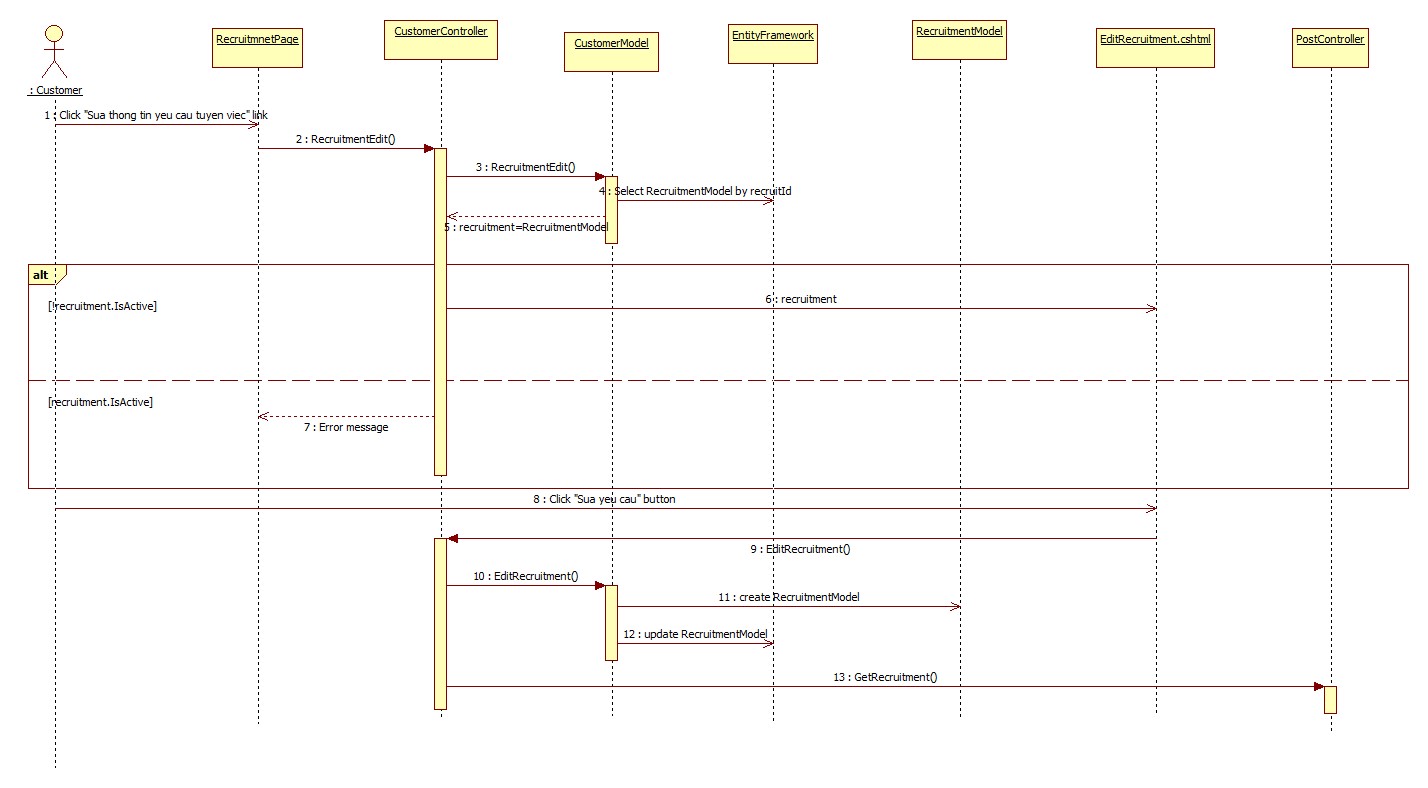 RecruitmnetPage
CustomerController
CustomerModel
EntityFramework
RecruitmentModel
EditRecruitment.cshtml
PostController
: Customer
1 : Click "Sua thong tin yeu cau tuyen viec" link
2 : RecruitmentEdit()
3 : RecruitmentEdit()
4 : Select RecruitmentModel by recruitId
5 : recruitment=RecruitmentModel
alt
[!recruitment.IsActive]
6 : recruitment
[recruitment.IsActive]
7 : Error message
8 : Click "Sua yeu cau" button
9 : EditRecruitment()
10 : EditRecruitment()
11 : create RecruitmentModel
12 : update RecruitmentModel
13 : GetRecruitment()